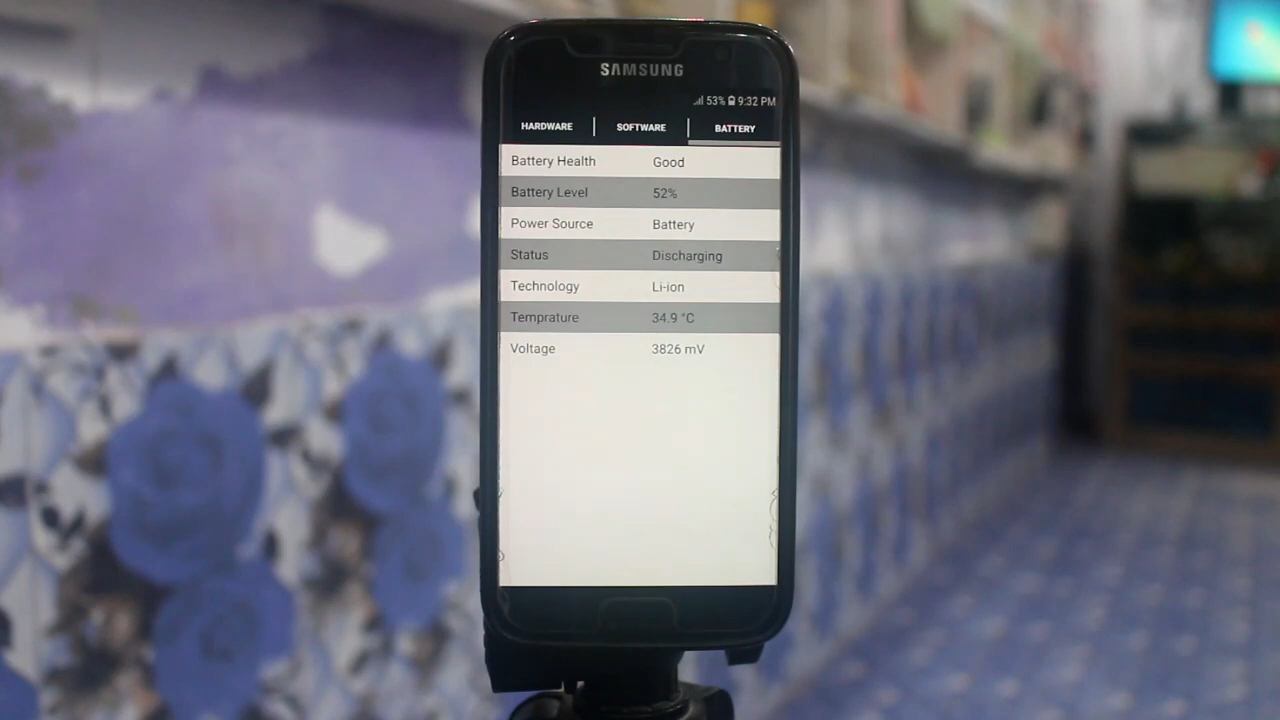 SAMSUNG
53% 9:32 PM
HARDWARE SOFTWARE BATTERY
Battery Health Good
Battery Level 52%
Power Source Battery
Status Discharging
Technology Li-ion
Temprature 34.9 °C
Voltage 3826 mV